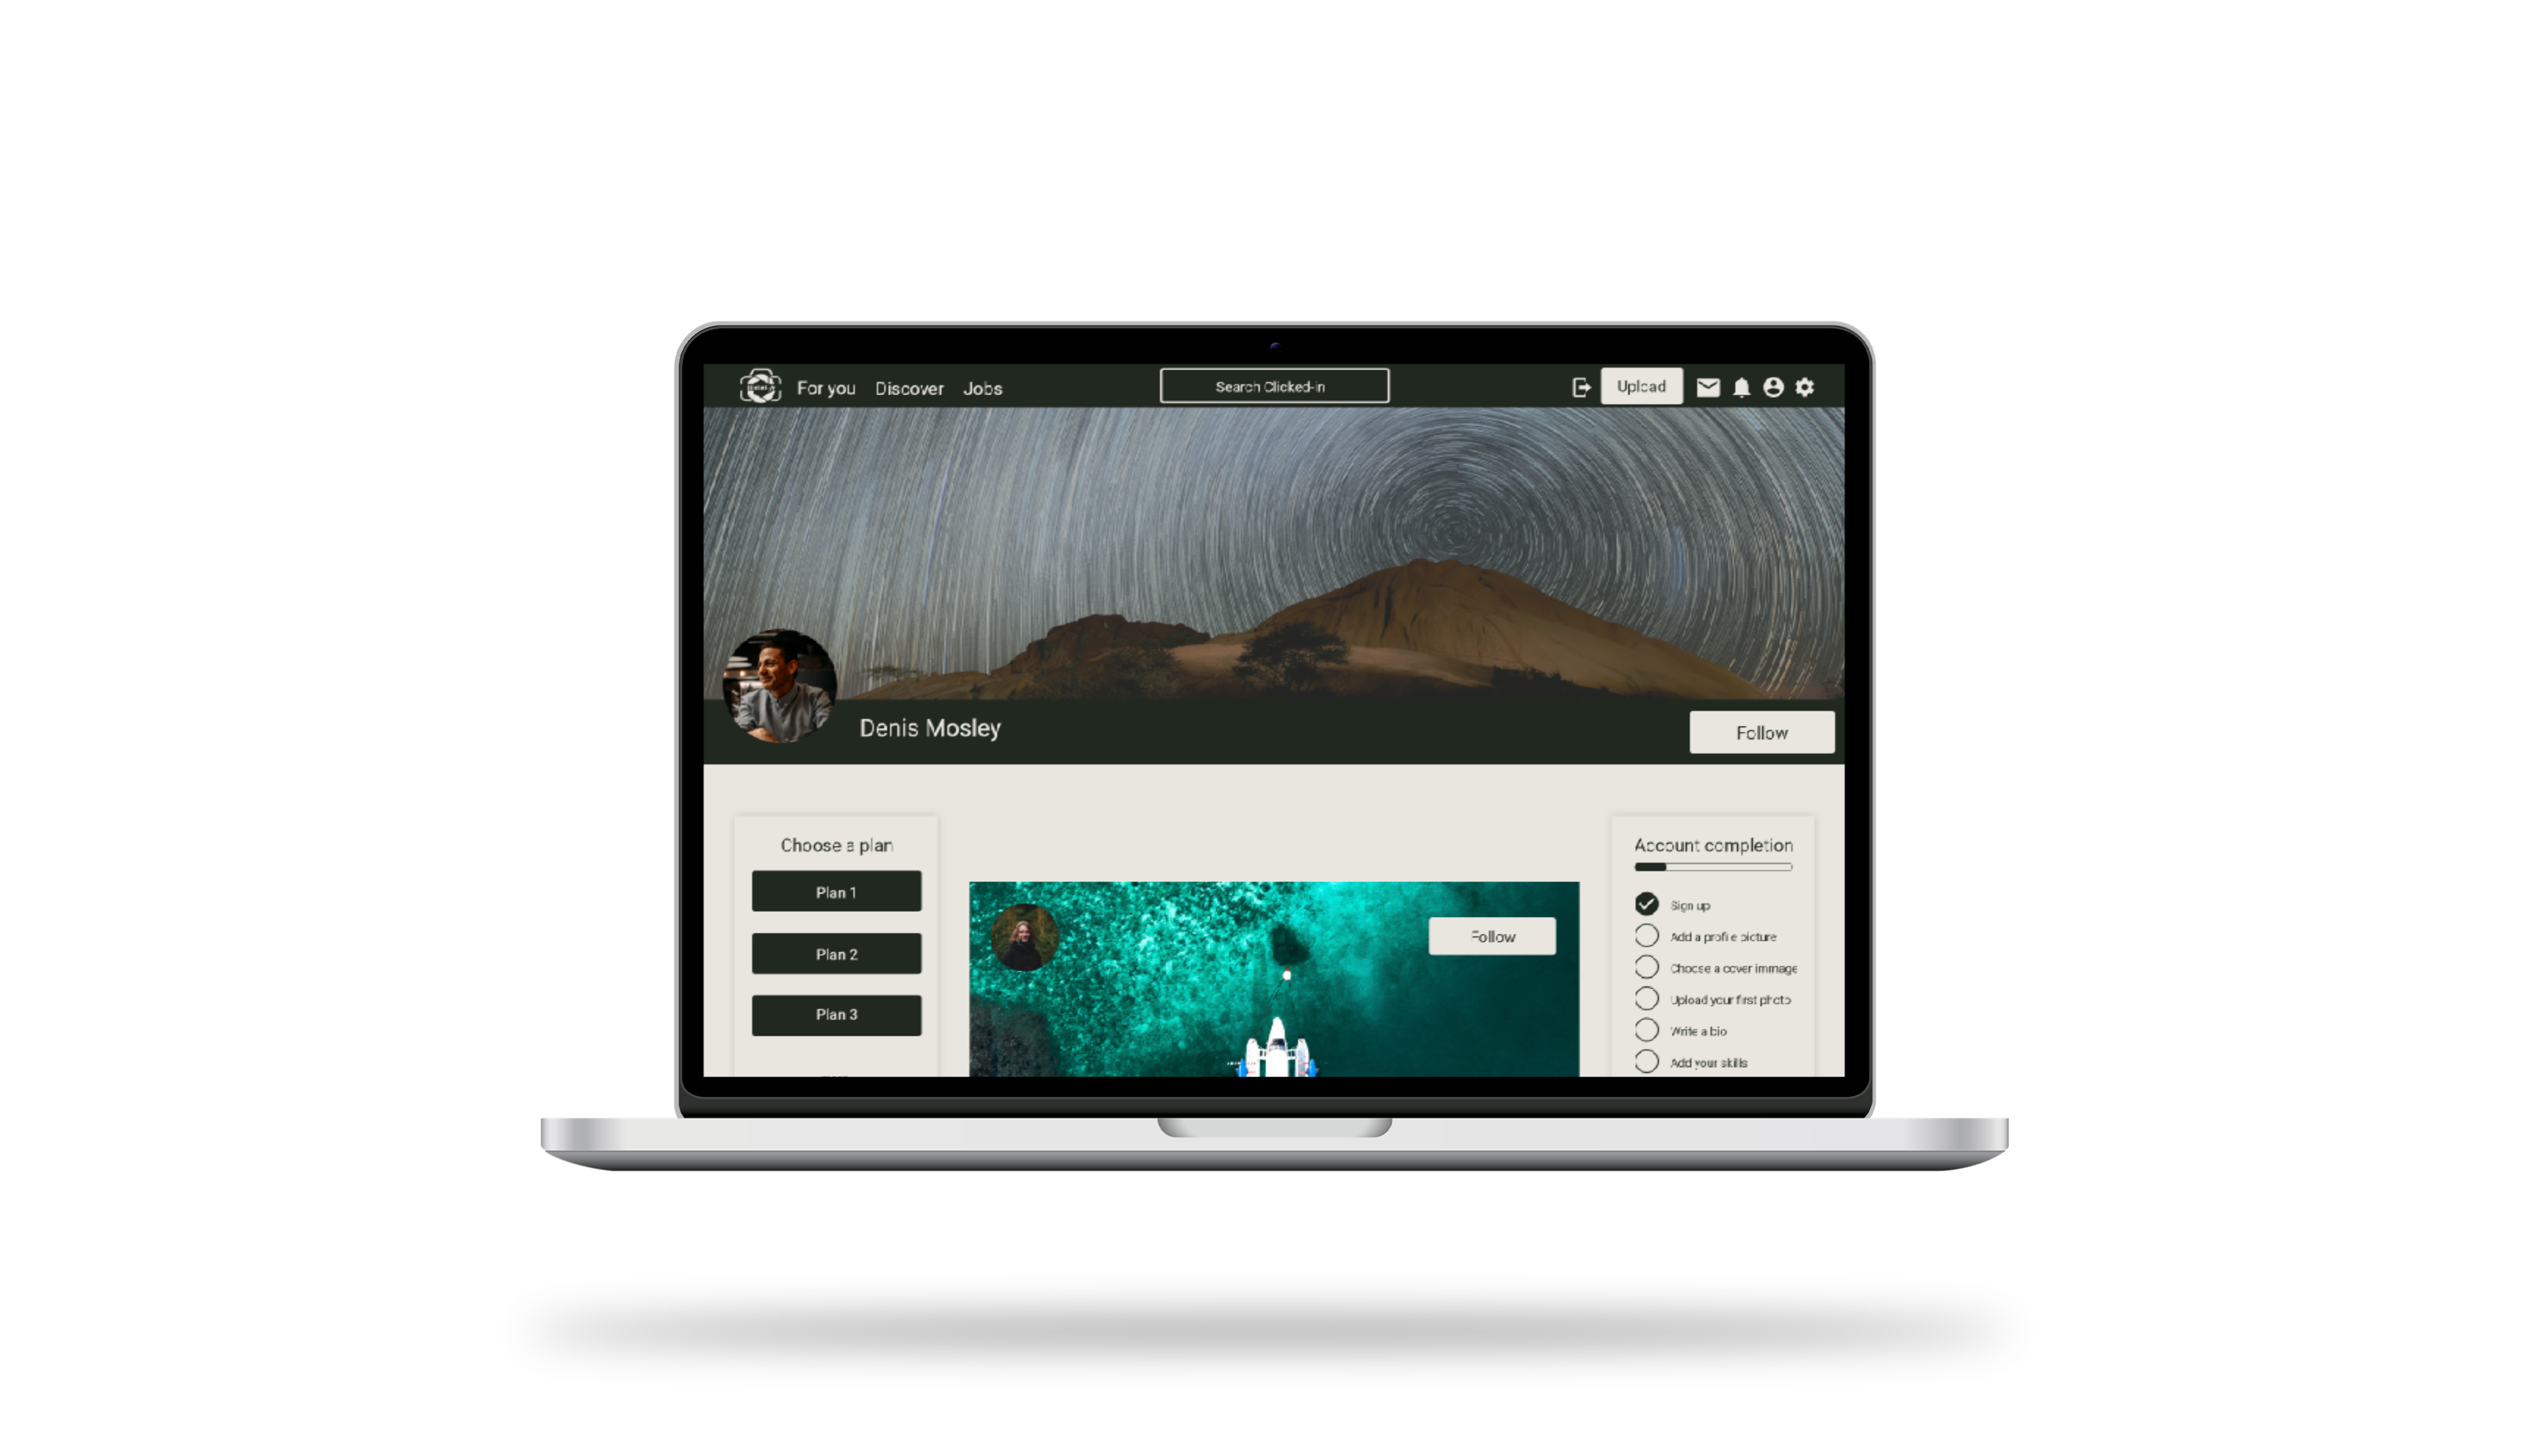 For you Discover Jobs Search Clicked-in Upload
Denis Mosley
Follow
Choose a plan
Plan 1
Plan 2
Plan 3
Follow
Account completion
Sign up
Add a profile picture
Choose a cover immage
Upload your first photo
Write a bio
Add your skills